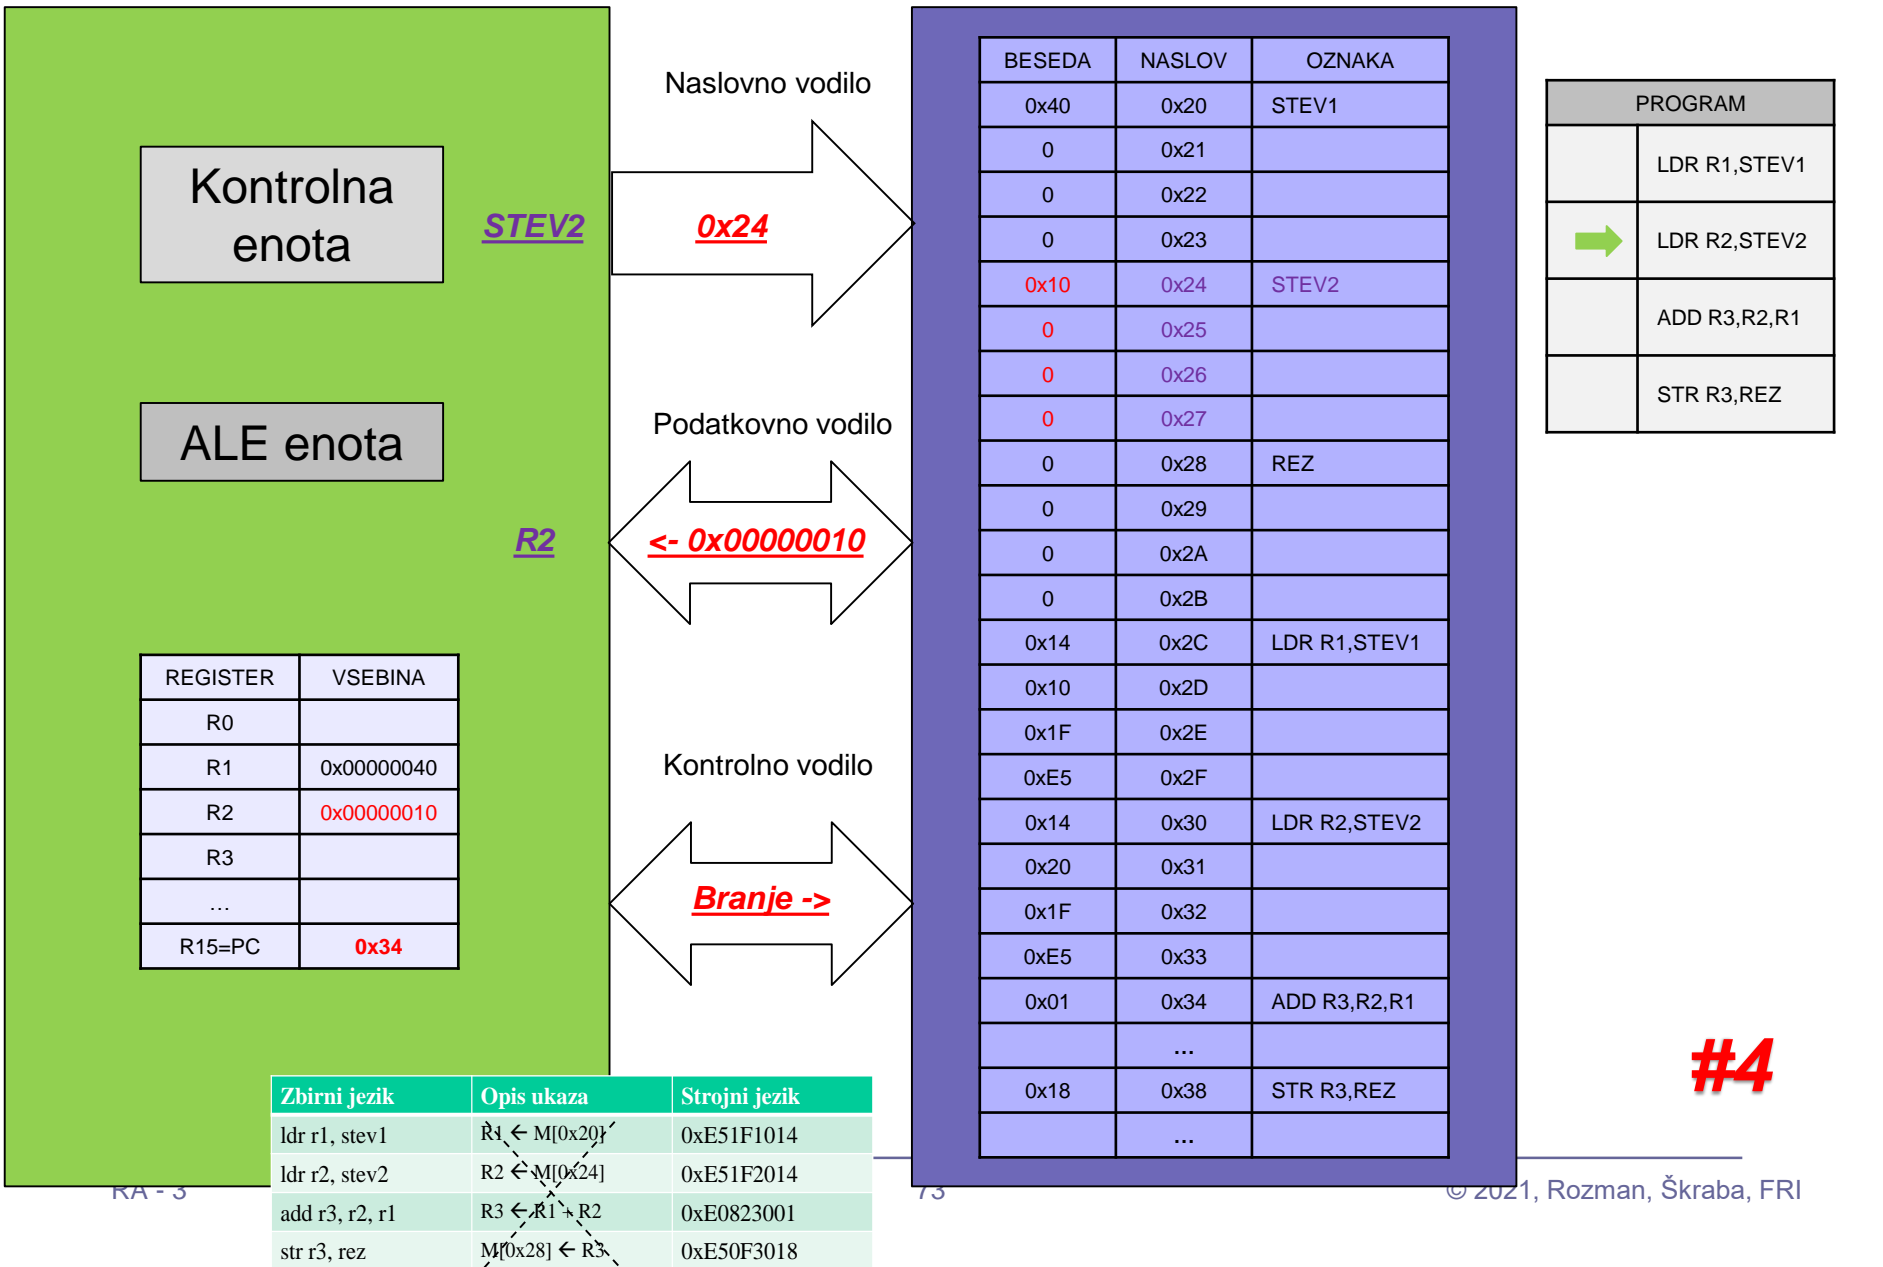 Kontrolna
enota
ALE enota
STEV2
R2
REGISTER VSEBINA
R0
R1 0x00000040
R2 0x00000010
R3
…
R15=PC 0x34
Naslovno vodilo
0x24
Podatkovno vodilo
<- 0x00000010
Kontrolno vodilo
Branje ->
BESEDA NASLOV OZNAKA
0x40 0x20 STEV1
0 0x21
0 0x22
0 0x23
0x10 0x24 STEV2
0 0x25
0 0x26
0 0x27
0 0x28 REZ
0 0x29
0 0x2A
0 0x2B
0x14 0x2C LDR R1,STEV1
0x10 0x2D
0x1F 0x2E
0xE5 0x2F
0x14 0x30 LDR R2,STEV2
0x20 0x31
0x1F 0x32
0xE5 0x33
0x01 0x34 ADD R3,R2,R1
…
0x18 0x38 STR R3,REZ
…
PROGRAM
LDR R1,STEV1
LDR R2,STEV2
ADD R3,R2,R1
STR R3,REZ
#4
Zbirni jezik Opis ukaza Strojni jezik
ldr r1, stev1 R1 ← M[0x20] 0xE51F1014
ldr r2, stev2 R2 ← M[0x24] 0xE51F2014
add r3, r2, r1 R3 ← R1 + R2 0xE0823001
str r3, rez M[0x28] ← R3 0xE50F3018
RA - 3
73
© 2021, Rozman, Škraba, FRI